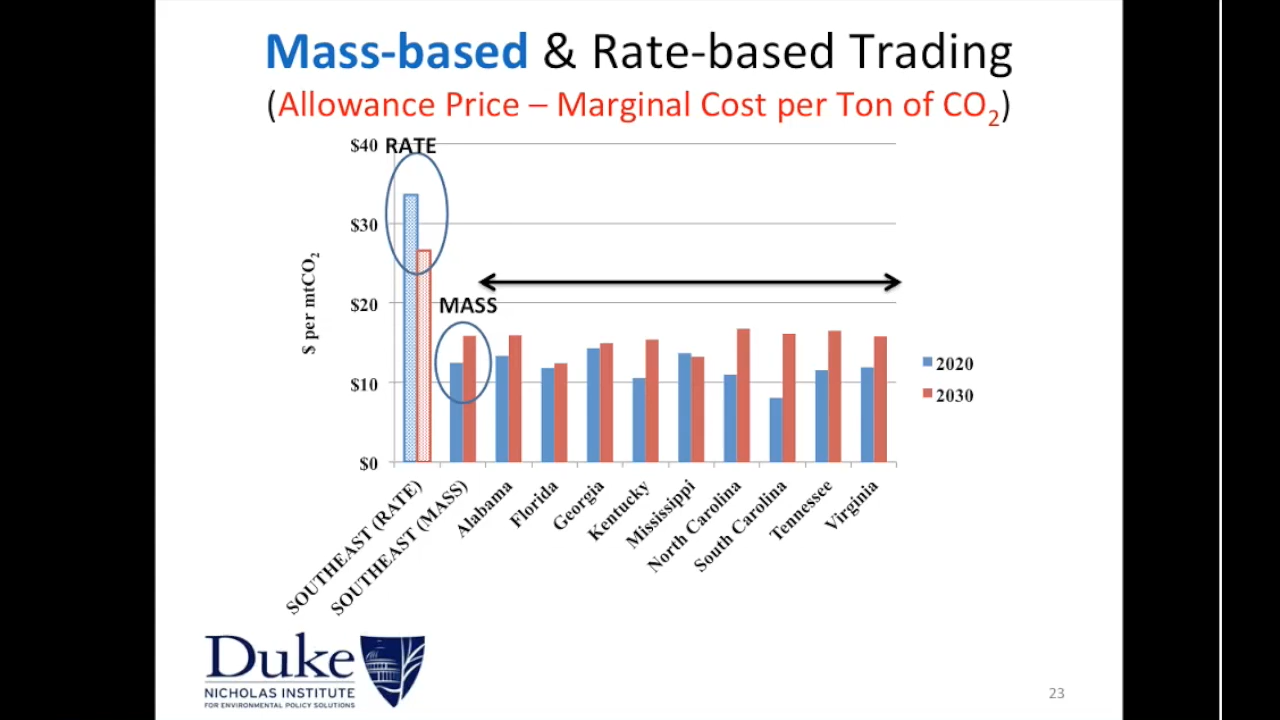 Mass-based & Rate-based Trading
(Allowance Price – Marginal Cost per Ton of CO2)
$40
RATE
$30
$20
MASS
$10
$0
$ per mtCO2
2020
2030
SOUTHEAST (RATE)
SOUTHEAST (MASS)
Alabama
Florida
Georgia
Kentucky
Mississippi
North Carolina
South Carolina
Tennessee
Virginia
Duke
NICHOLAS INSTITUTE
FOR ENVIRONMENTAL POLICY SOLUTIONS
23